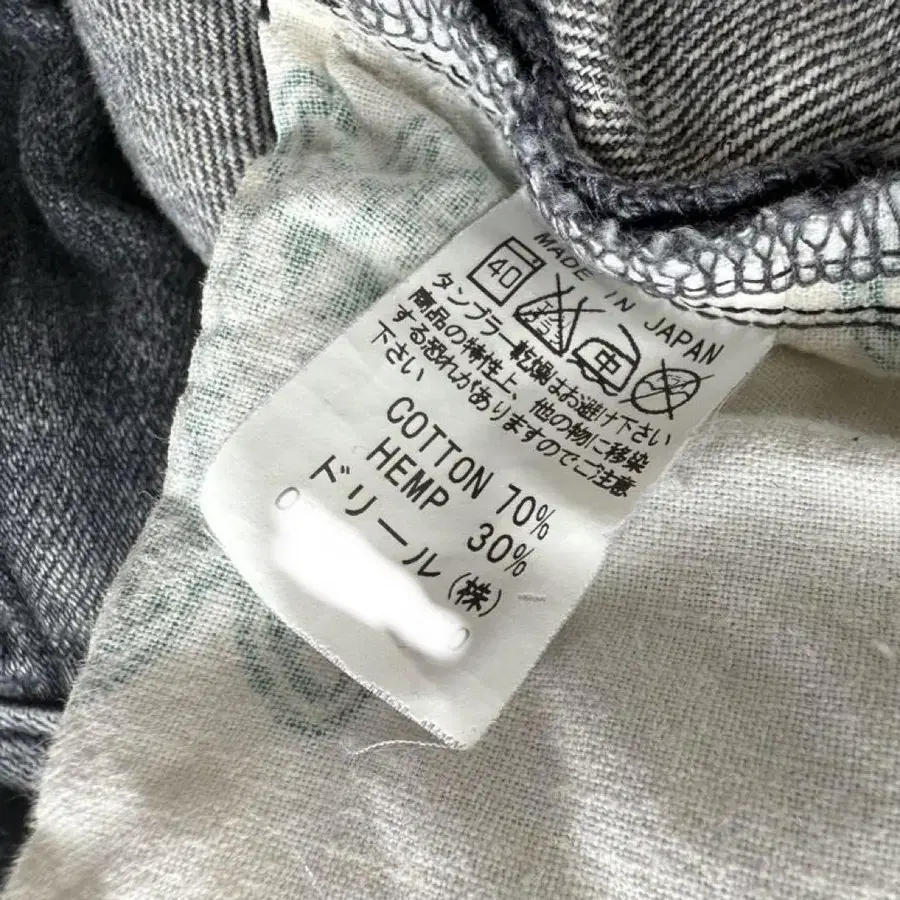 MADE IN JAPAN
40
タンブラー乾燥はお避け下さい
商品の特性上、他の物に移染
する恐れがありますのでご注意
下さい
COTTON 70%
HEMP 30%
ドリール(株)